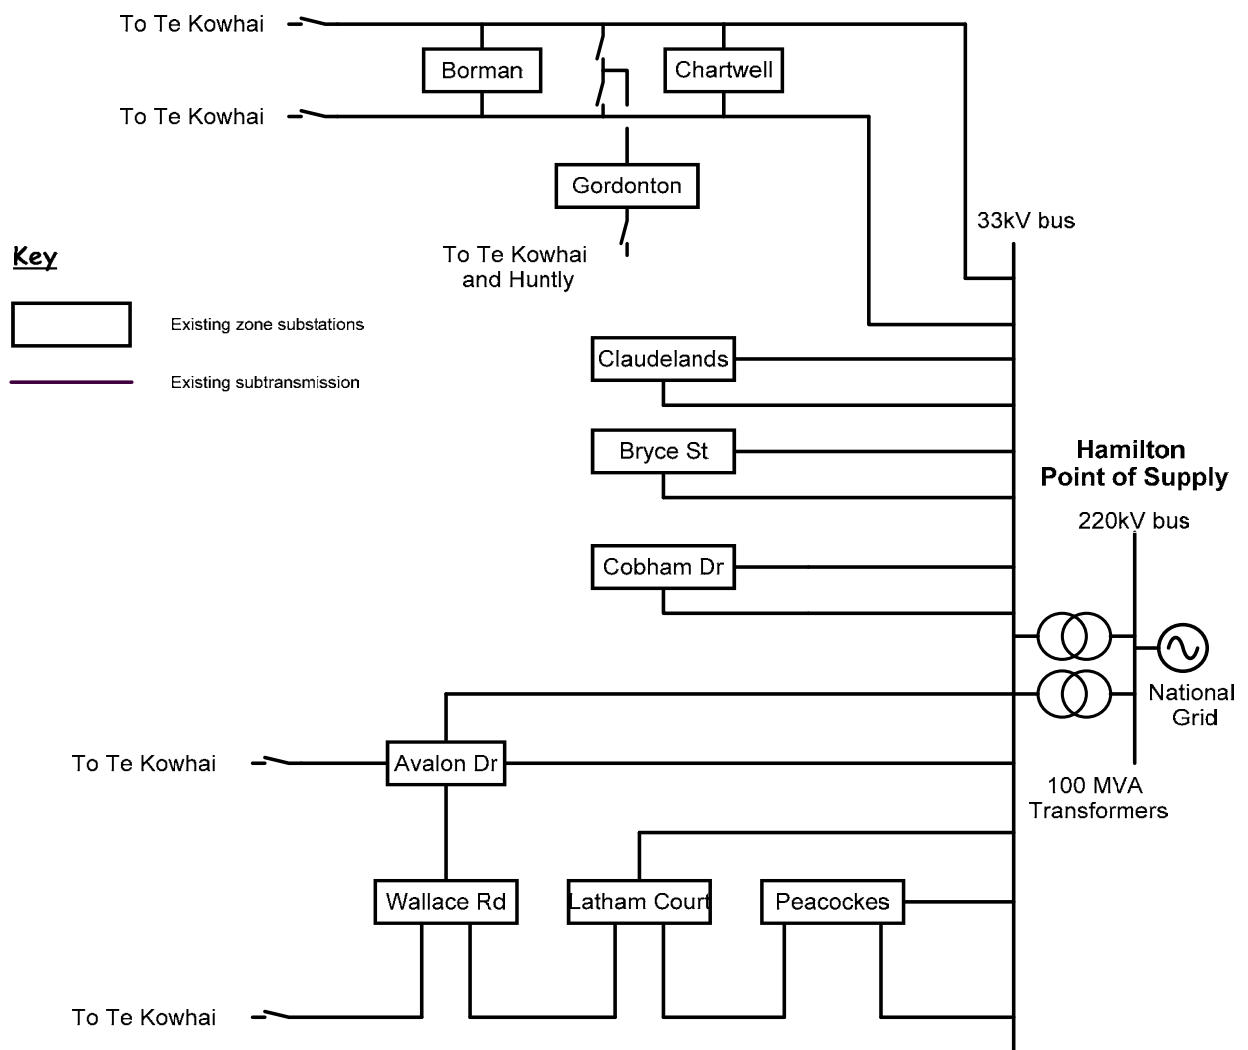 To Te Kowhai
Borman
Chartwell
To Te Kowhai
Gordonton
To Te Kowhai
and Huntly
33kV bus
Key
Existing zone substations
Existing subtransmission
Claudelands
Bryce St
Hamilton
Point of Supply
220kV bus
Cobham Dr
National
Grid
To Te Kowhai
Avalon Dr
100 MVA
Transformers
Wallace Rd
Latham Court
Peacockes
To Te Kowhai